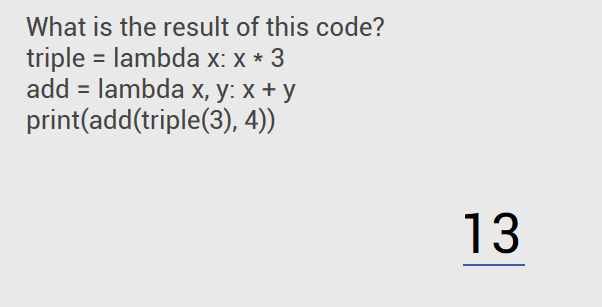 What is the result of this code?
triple = lambda x: x * 3
add = lambda x, y: x + y
print(add(triple(3), 4))
13